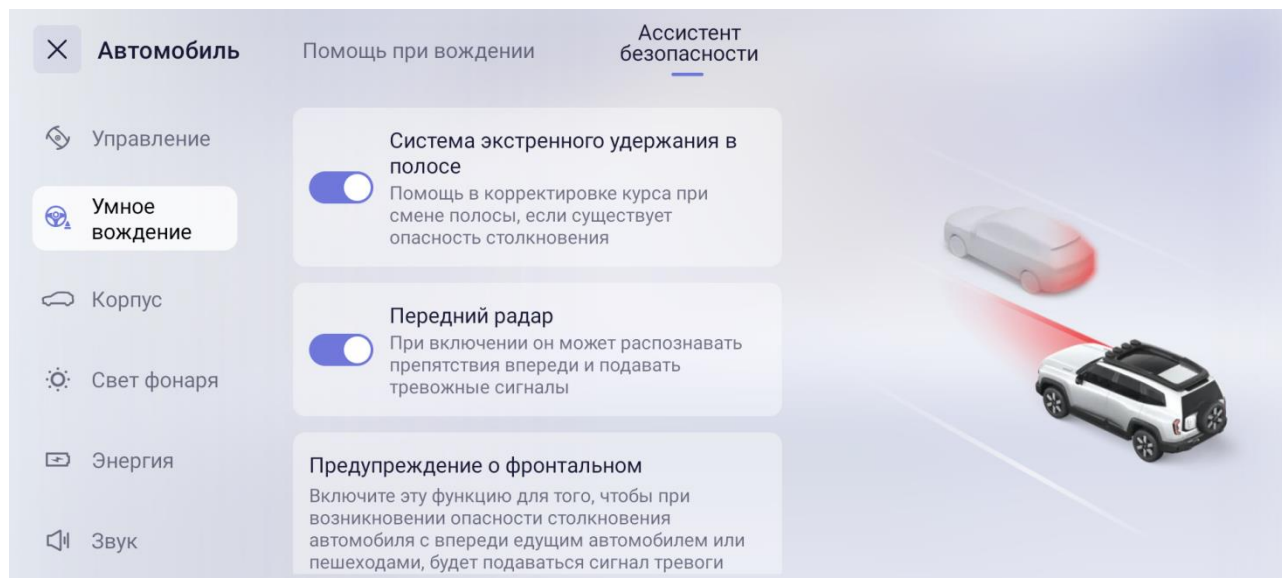 Автомобиль
Помощь при вождении
Ассистент
безопасности
Управление
Умное
вождение
Корпус
Свет фонаря
Энергия
Звук
Система экстренного удержания в
полосе
Помощь в корректировке курса при
смене полосы, если существует
опасность столкновения
Передний радар
При включении он может распознавать
препятствия впереди и подавать
тревожные сигналы
Предупреждение о фронтальном
Включите эту функцию для того, чтобы при
возникновении опасности столкновения
автомобиля с впереди едущим автомобилем или
пешеходами, будет подаваться сигнал тревоги